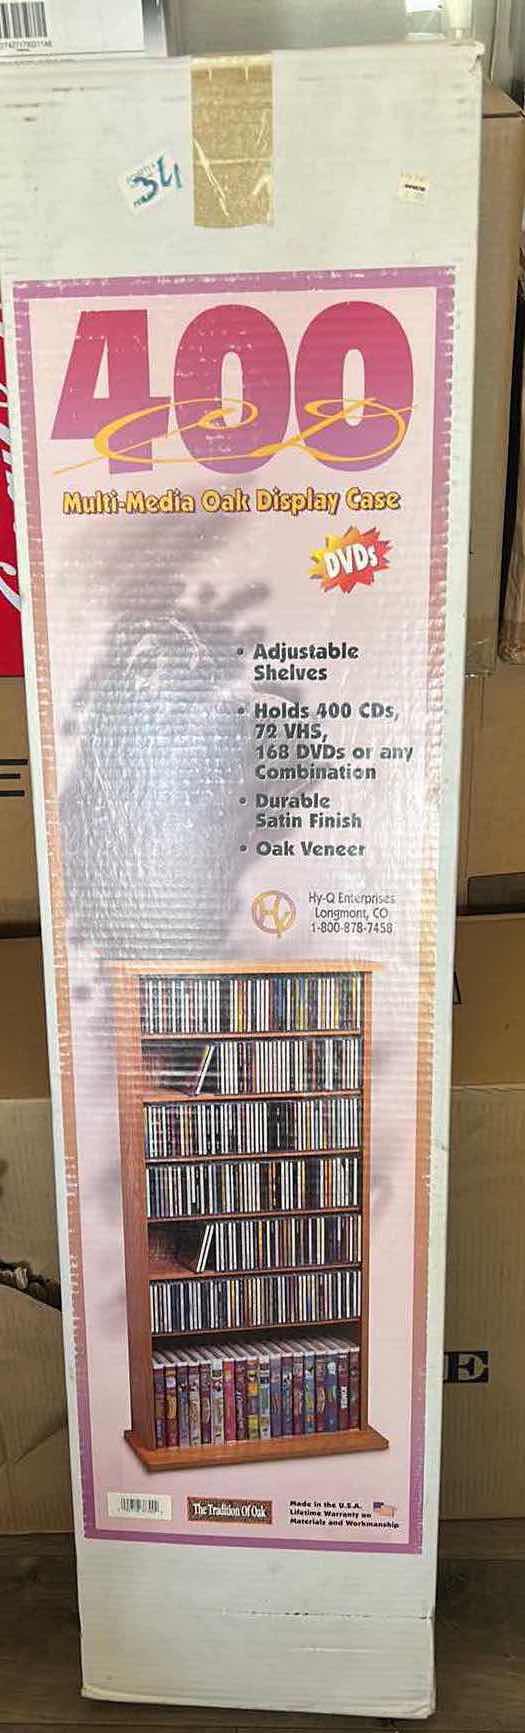 34
400
CD
Multi-Media Oak Display Case
DVDs
• Adjustable
Shelves
• Holds 400 CDs,
72 VHS,
168 DVDs or any
Combination
• Durable
Satin Finish
• Oak Veneer
HY
Hy-Q Enterprises
Longmont, CO
1-800-878-7458
E
The Tradition Of Oak
Made in the U.S.A.
Lifetime Warranty on
Materials and Workmanship